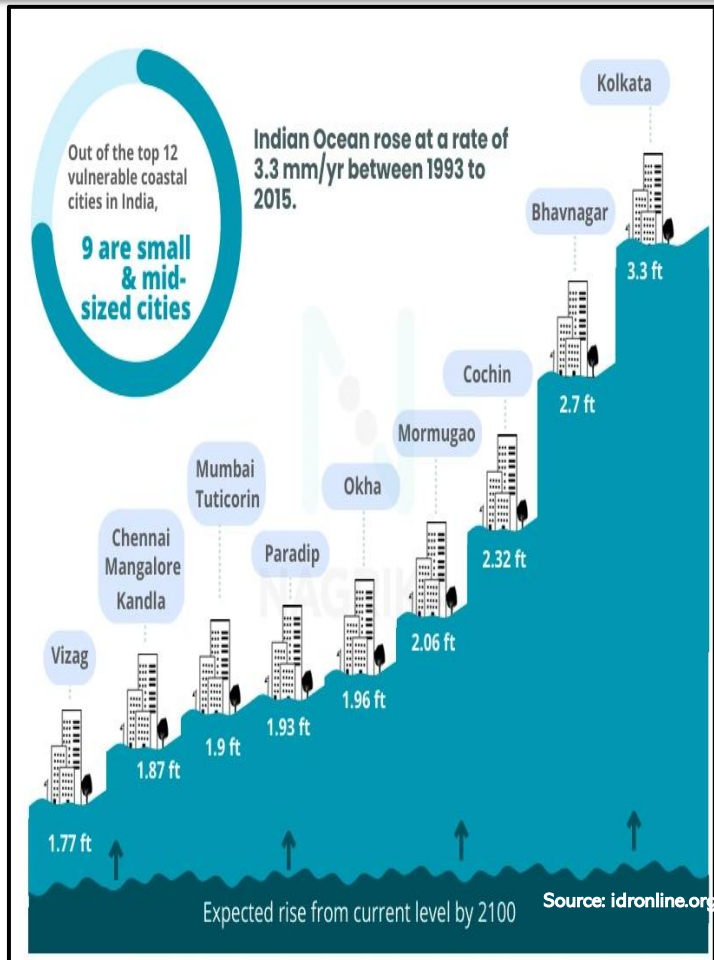 Out of the top 12
vulnerable coastal
cities in India,
9 are small
& mid-
sized cities
Indian Ocean rose at a rate of
3.3 mm/yr between 1993 to
2015.
Kolkata
3.3 ft
Bhavnagar
2.7 ft
Cochin
2.32 ft
Mormugao
2.06 ft
Okha
1.96 ft
Paradip
1.93 ft
Mumbai
Tuticorin
1.9 ft
Chennai
Mangalore
Kandla
1.87 ft
Vizag
1.77 ft
Expected rise from current level by 2100
Source: idronline.org